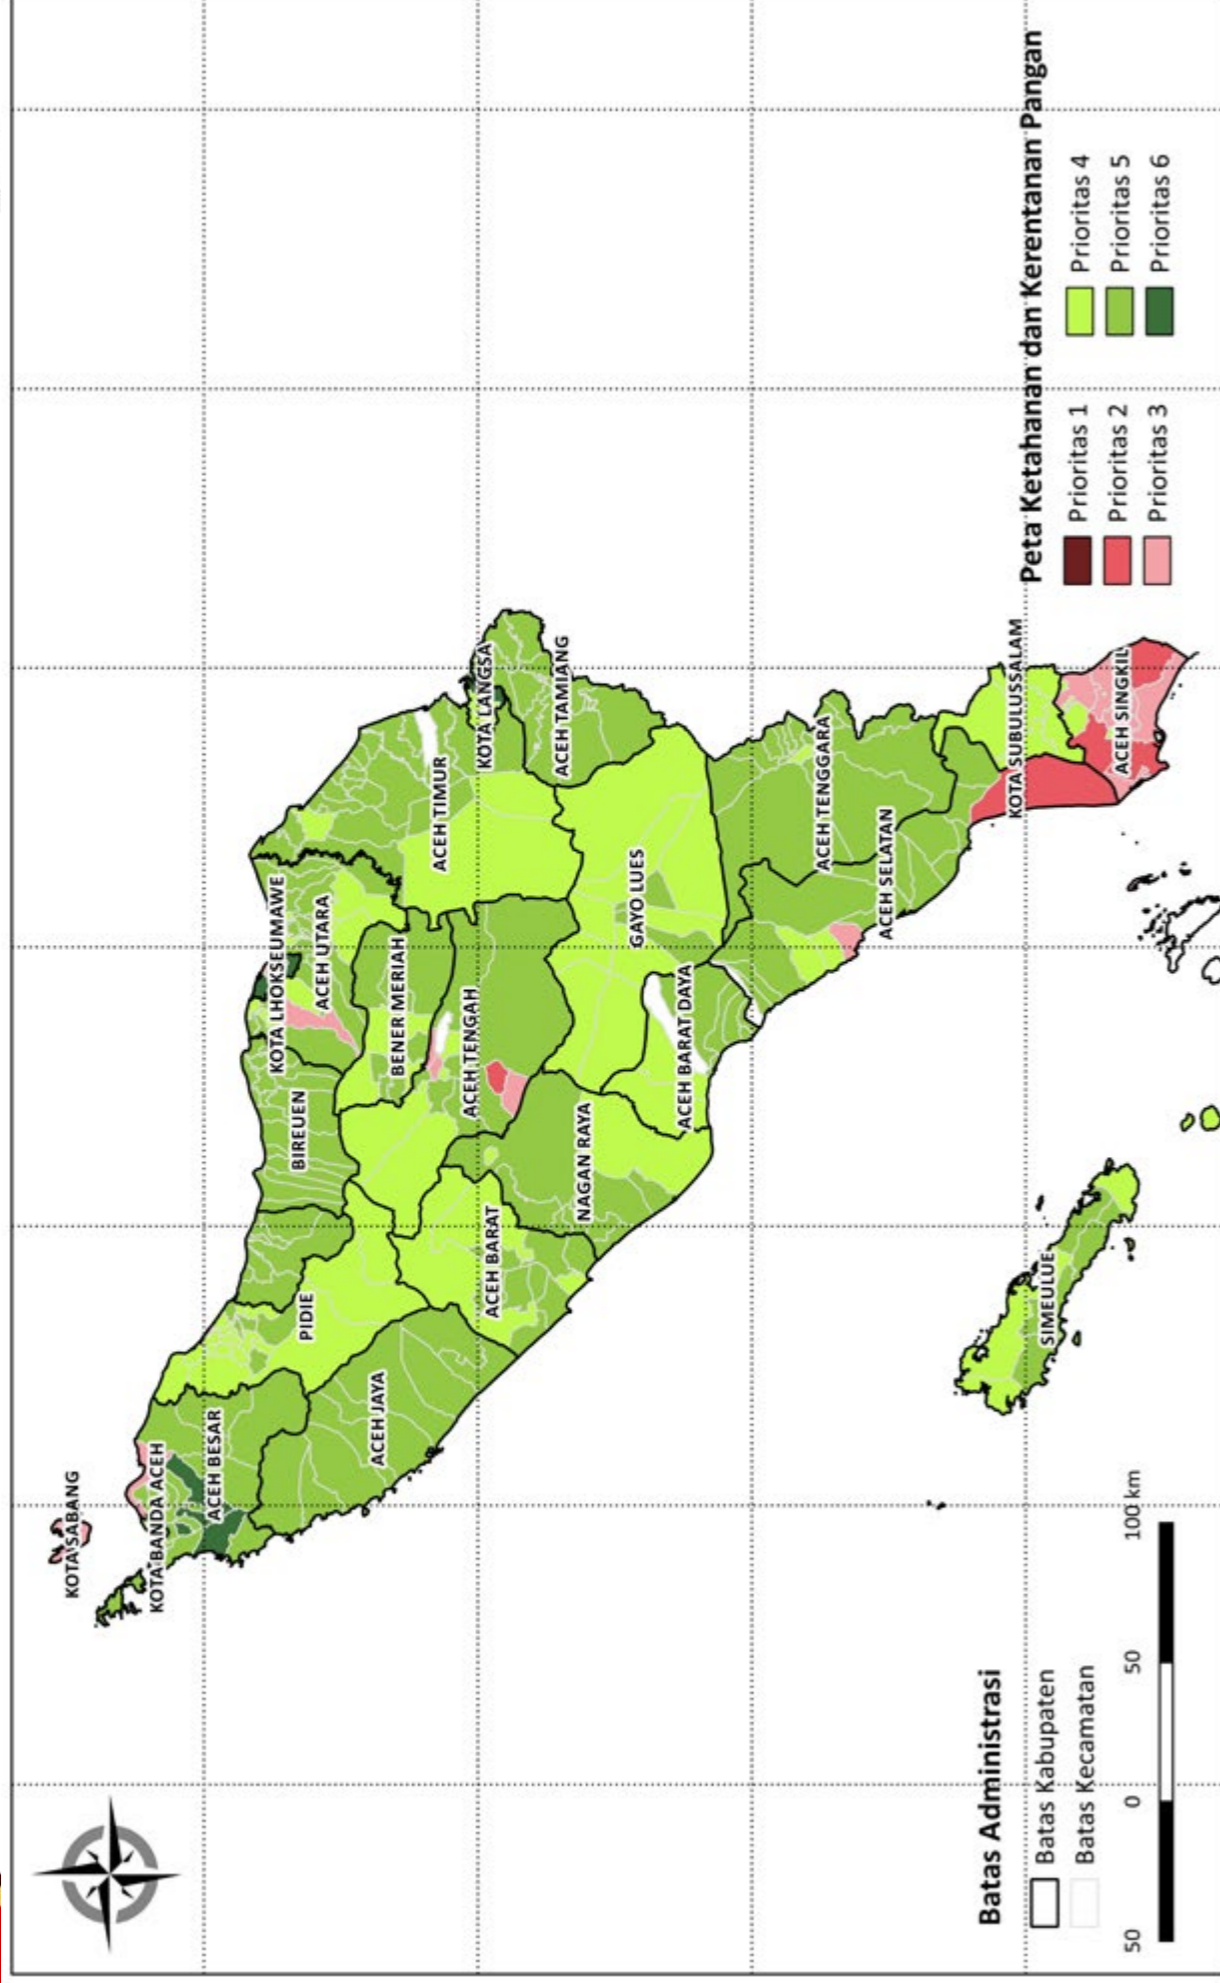 KOTA SABANG
KOTA BANDA ACEH
ACEH BESAR
PIDIE
ACEH JAYA
BIREUEN
KOTA LHOKSEUMAWE
ACEH UTARA
BENER MERIAH
ACEH TENGAH
ACEH BARAT
NAGAN RAYA
ACEH TIMUR
KOTA LANGSA
ACEH TAMIANG
GAYO LUES
ACEH BARAT DAYA
ACEH TENGGARA
ACEH SELATAN
KOTA SUBULUSSALAM
ACEH SINGKIL
SIMEULUE
Batas Administrasi
Batas Kabupaten
Batas Kecamatan
50 0 50 100 km
Peta Ketahanan dan Kerentanan Pangan
Prioritas 1 Prioritas 4
Prioritas 2 Prioritas 5
Prioritas 3 Prioritas 6